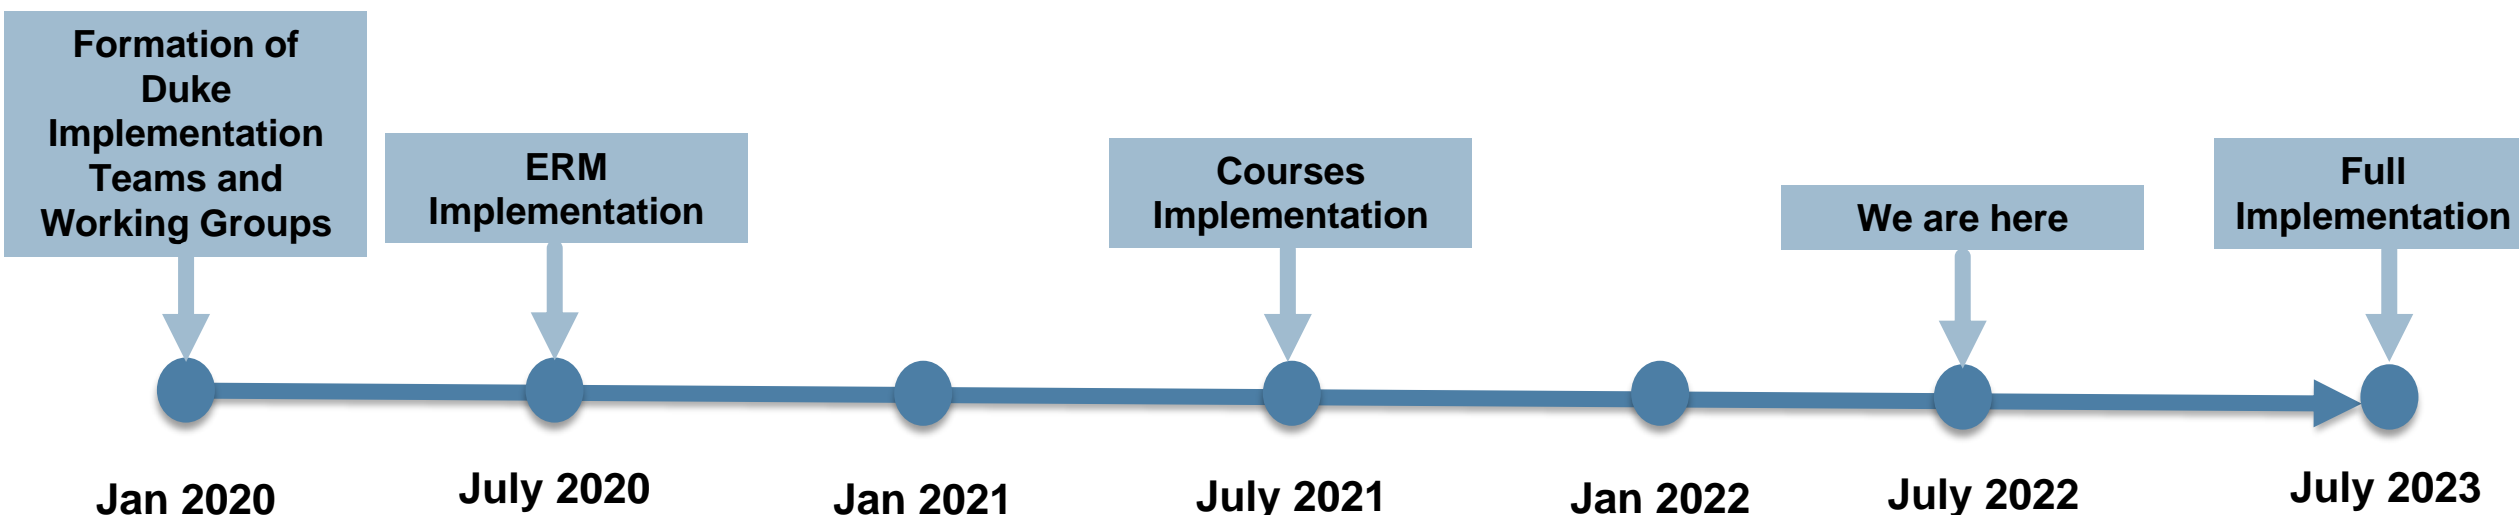 Formation of
Duke
Implementation
Teams and
Working Groups
ERM
Implementation
Courses
Implementation
We are here
Full
Implementation
Jan 2020
July 2020
Jan 2021
July 2021
Jan 2022
July 2022
July 2023